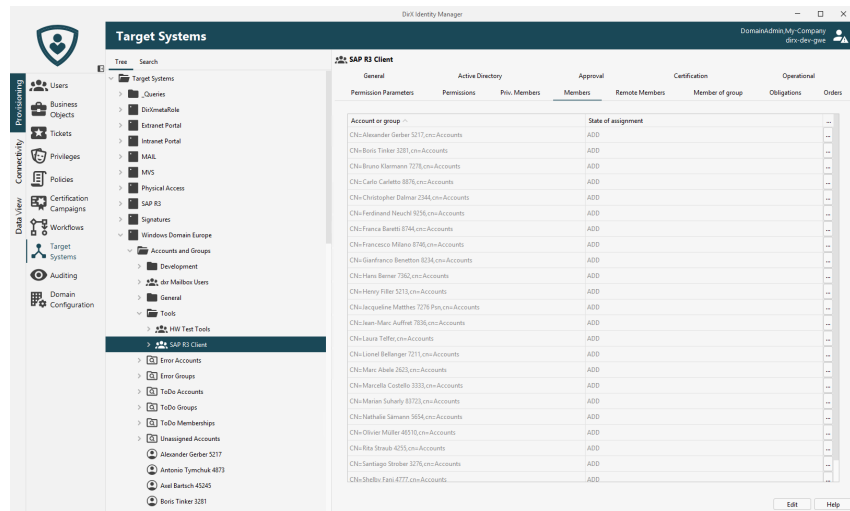 DirX Identity Manager
Target Systems
DomainAdmin,My-Company
dirx-dev-gwe
Provisioning
Connectivity
Data View
Users
Business
Objects
Tickets
Privileges
Policies
Certification
Campaigns
Workflows
Target
Systems
Auditing
Domain
Configuration
Tree Search
Target Systems
_Queries
DirXmetaRole
Extranet Portal
Intranet Portal
MAIL
MVS
Physical Access
SAP R3
Signatures
Windows Domain Europe
Accounts and Groups
Development
dxr Mailbox Users
General
Tools
HW Test Tools
SAP R3 Client
Error Accounts
Error Groups
ToDo Accounts
ToDo Groups
ToDo Memberships
Unassigned Accounts
Alexander Gerber 5217
Antonio Tymchuk 4873
Axel Bartsch 45245
Boris Tinker 3281
SAP R3 Client
General Active Directory Approval Certification Operational
Permission Parameters Permissions Priv. Members Members Remote Members Member of group Obligations Orders
Account or group State of assignment ...
CN=Alexander Gerber 5217,cn=Accounts ADD ...
CN=Boris Tinker 3281,cn=Accounts ADD ...
CN=Bruno Klarmann 7278,cn=Accounts ADD ...
CN=Carlo Carletto 8876,cn=Accounts ADD ...
CN=Christopher Delmar 2344,cn=Accounts ADD ...
CN=Ferdinand Neuchl 9256,cn=Accounts ADD ...
CN=Franca Baretti 8744,cn=Accounts ADD ...
CN=Francesco Milano 8746,cn=Accounts ADD ...
CN=Gianfranco Benetton 8234,cn=Accounts ADD ...
CN=Hans Berner 7362,cn=Accounts ADD ...
CN=Henry Filler 5213,cn=Accounts ADD ...
CN=Jacqueline Matthes 7276 Psn,cn=Accounts ADD ...
CN=Jean-Marc Auffret 7836,cn=Accounts ADD ...
CN=Laura Telfer,cn=Accounts ADD ...
CN=Lionel Bellanger 7211,cn=Accounts ADD ...
CN=Marc Abele 2623,cn=Accounts ADD ...
CN=Marcella Costello 3333,cn=Accounts ADD ...
CN=Marian Suharly 83723,cn=Accounts ADD ...
CN=Nathalie Sämann 5654,cn=Accounts ADD ...
CN=Olivier Müller 46510,cn=Accounts ADD ...
CN=Rita Straub 4255,cn=Accounts ADD ...
CN=Santiago Strobar 3276,cn=Accounts ADD ...
CN=Shelby Fani 4777,cn=Accounts ADD ...
Edit Help